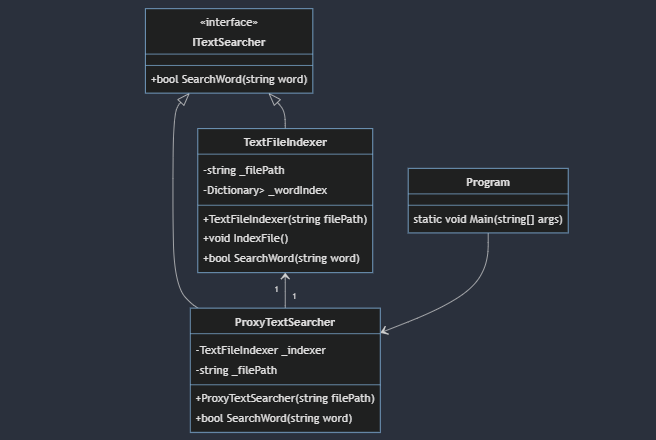 «interface»
ITextSearcher
+bool SearchWord(string word)
TextFileIndexer
-string _filePath
-Dictionary> _wordIndex
+TextFileIndexer(string filePath)
+void IndexFile()
+bool SearchWord(string word)
Program
static void Main(string[] args)
1
1
ProxyTextSearcher
-TextFileIndexer _indexer
-string _filePath
+ProxyTextSearcher(string filePath)
+bool SearchWord(string word)